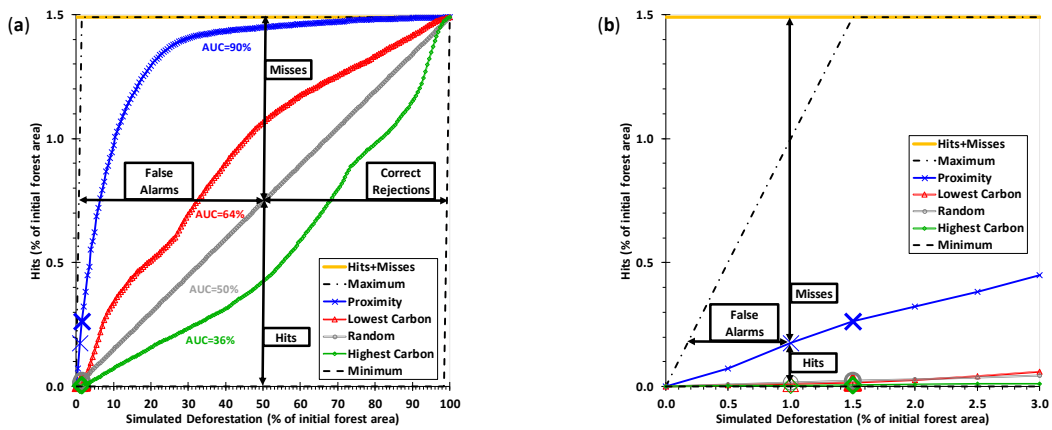 (a)
1.5
1.0
0.5
0.0
Hits (% of initial forest area)
AUC=90%
Misses
False
Alarms
Correct
Rejections
AUC=64%
AUC=50%
AUC=36%
Hits
Hits+Misses
Maximum
Proximity
Lowest Carbon
Random
Highest Carbon
Minimum
0 10 20 30 40 50 60 70 80 90 100
Simulated Deforestation (% of initial forest area)
(b)
1.5
1.0
0.5
0.0
Hits (% of initial forest area)
Hits+Misses
Maximum
Proximity
Lowest Carbon
Random
Highest Carbon
Minimum
Misses
False
Alarms
Hits
0.0 0.5 1.0 1.5 2.0 2.5 3.0
Simulated Deforestation (% of initial forest area)